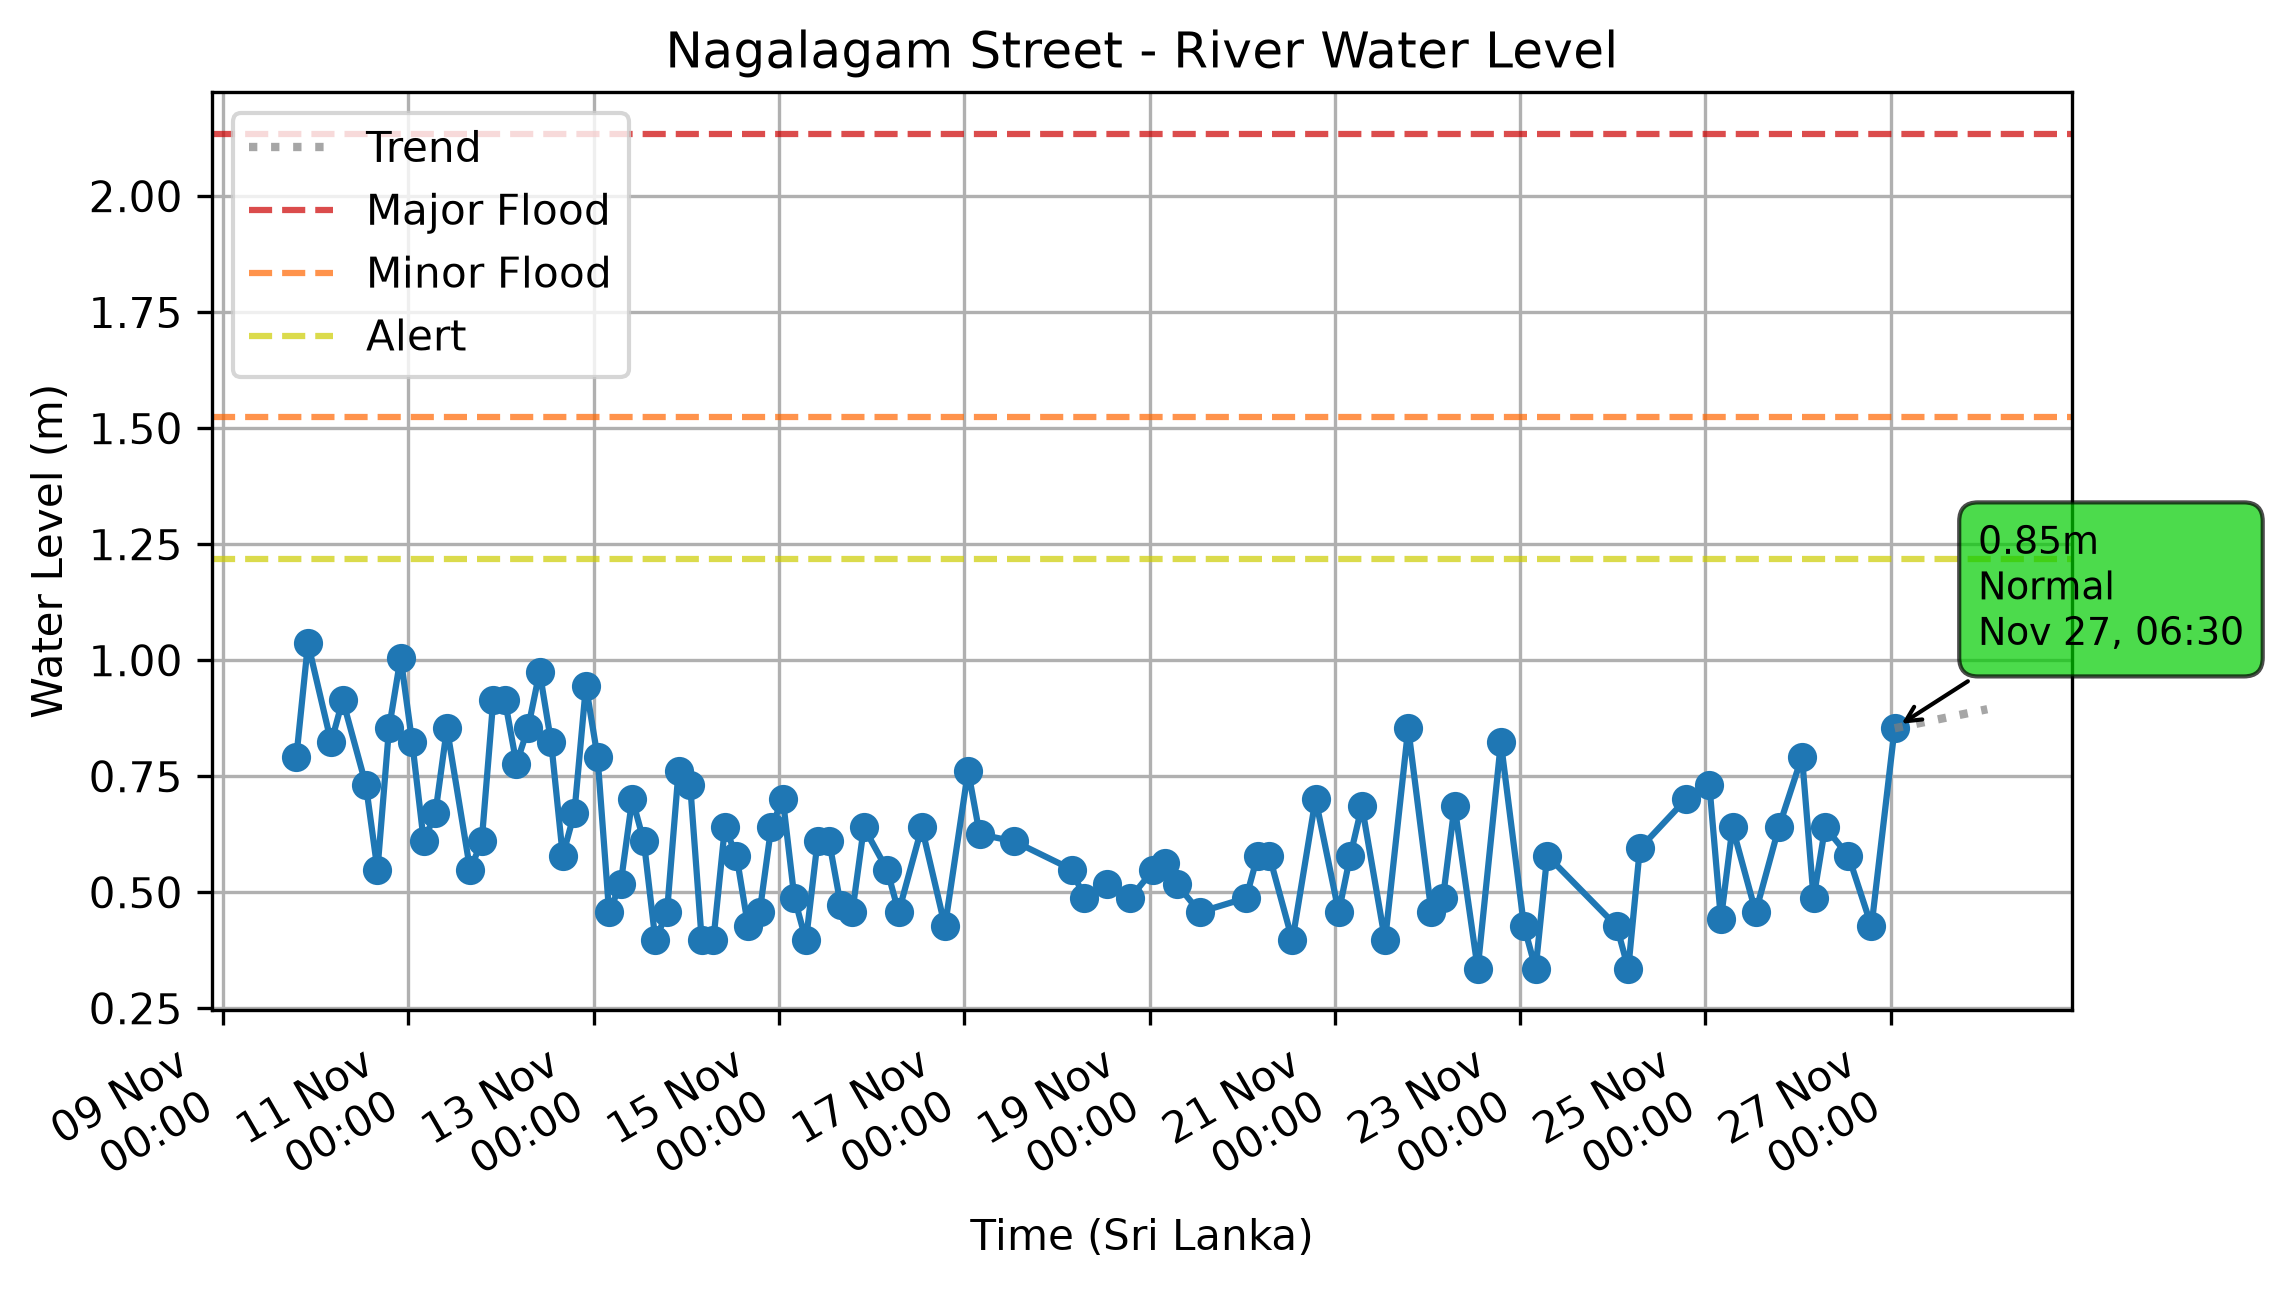 Nagalagam Street - River Water Level
Trend
Major Flood
Minor Flood
Alert
2.00
1.75
1.50
1.25
1.00
0.75
0.50
0.25
Water Level (m)
0.85m
Normal
Nov 27, 06:30
09 Nov
00:00
11 Nov
00:00
13 Nov
00:00
15 Nov
00:00
17 Nov
00:00
19 Nov
00:00
21 Nov
00:00
23 Nov
00:00
25 Nov
00:00
27 Nov
00:00
Time (Sri Lanka)